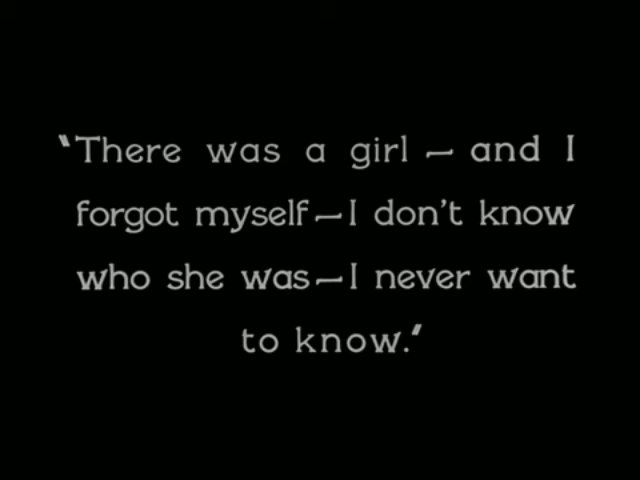 "There was a girl — and I
forgot myself—I don't know
who she was—I never want
to know."